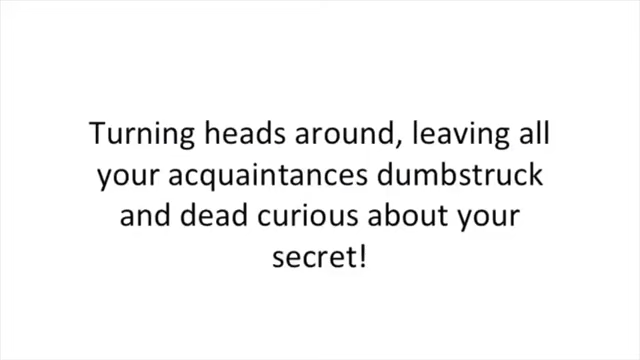 Turning heads around, leaving all
your acquaintances dumbstruck
and dead curious about your
secret!